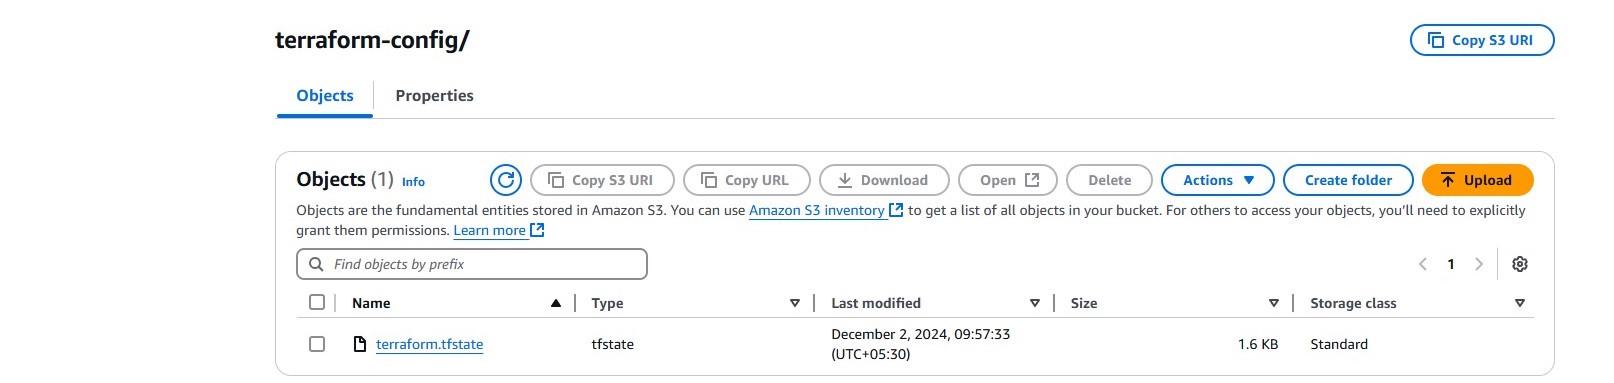 terraform-config/
Copy S3 URI
Objects
Properties
Objects (1) Info
Copy S3 URI
Copy URL
Download
Open
Delete
Actions
Create folder
Upload
Objects are the fundamental entities stored in Amazon S3. You can use Amazon S3 inventory to get a list of all objects in your bucket. For others to access your objects, you'll need to explicitly
grant them permissions. Learn more
Find objects by prefix
1
Name
Type
Last modified
Size
Storage class
terraform.tfstate
tfstate
December 2, 2024, 09:57:33
(UTC+05:30)
1.6 KB
Standard